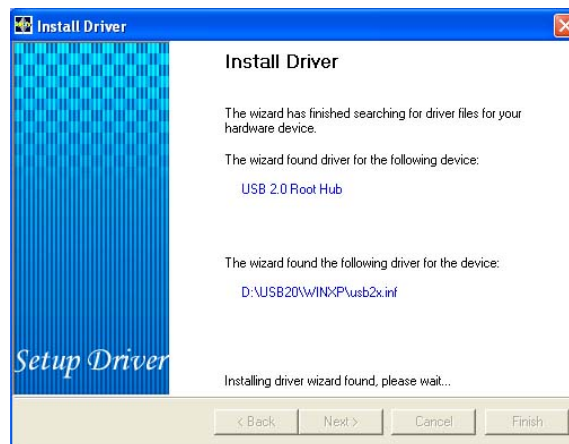 Install Driver
Install Driver
The wizard has finished searching for driver files for your
hardware device.
The wizard found driver for the following device:
USB 2.0 Root Hub
The wizard found the following driver for the device:
D:\USB20\WINXP\usb2x.inf
Setup Driver
Installing driver wizard found, please wait...
< Back
Next >
Cancel
Finish